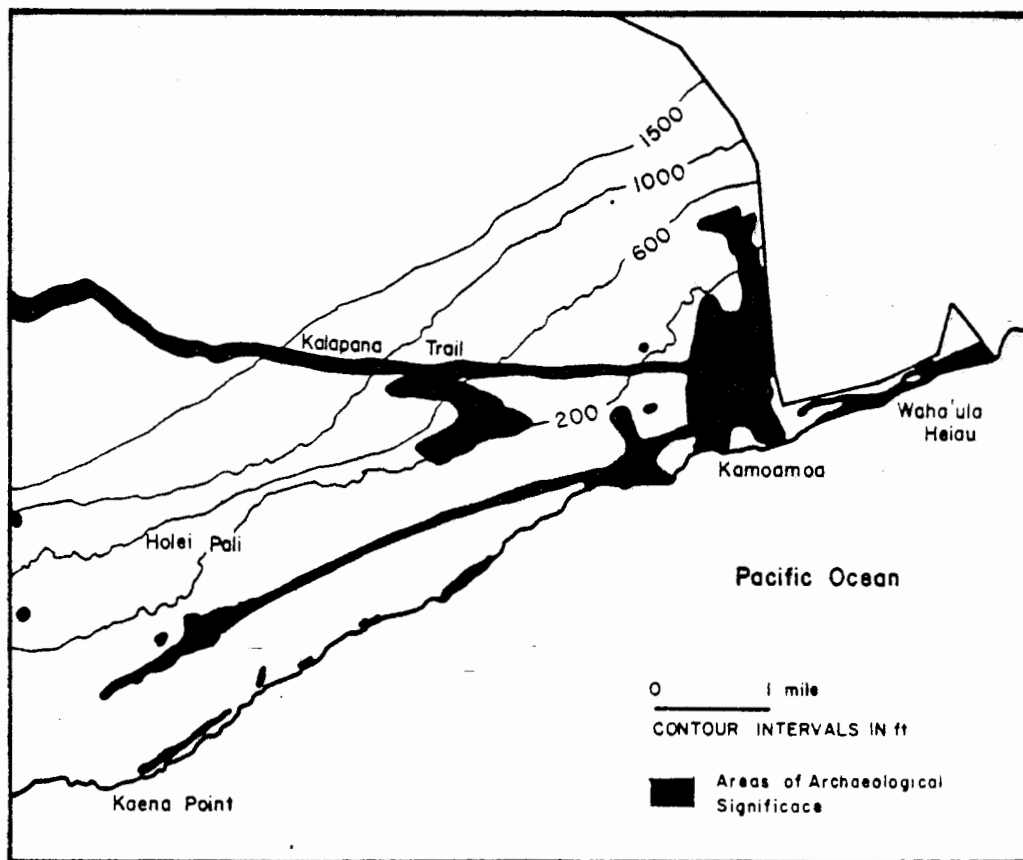 1500
1000
600
Kalapana Trail
200
Waha'ula
Heiau
Kamoamoa
Holei Pali
Pacific Ocean
0 1 mile
CONTOUR INTERVALS IN ft
Areas of Archaeological
Significace
Kaena Point